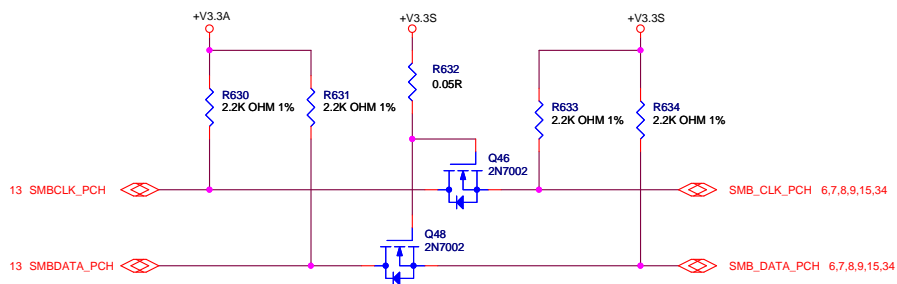 +V3.3A
+V3.3S
+V3.3S
R630
2.2K OHM 1%
R631
2.2K OHM 1%
R632
0.05R
R633
2.2K OHM 1%
R634
2.2K OHM 1%
Q46
2N7002
13 SMBCLK_PCH
SMB_CLK_PCH 6,7,8,9,15,34
Q48
2N7002
13 SMBDATA_PCH
SMB_DATA_PCH 6,7,8,9,15,34